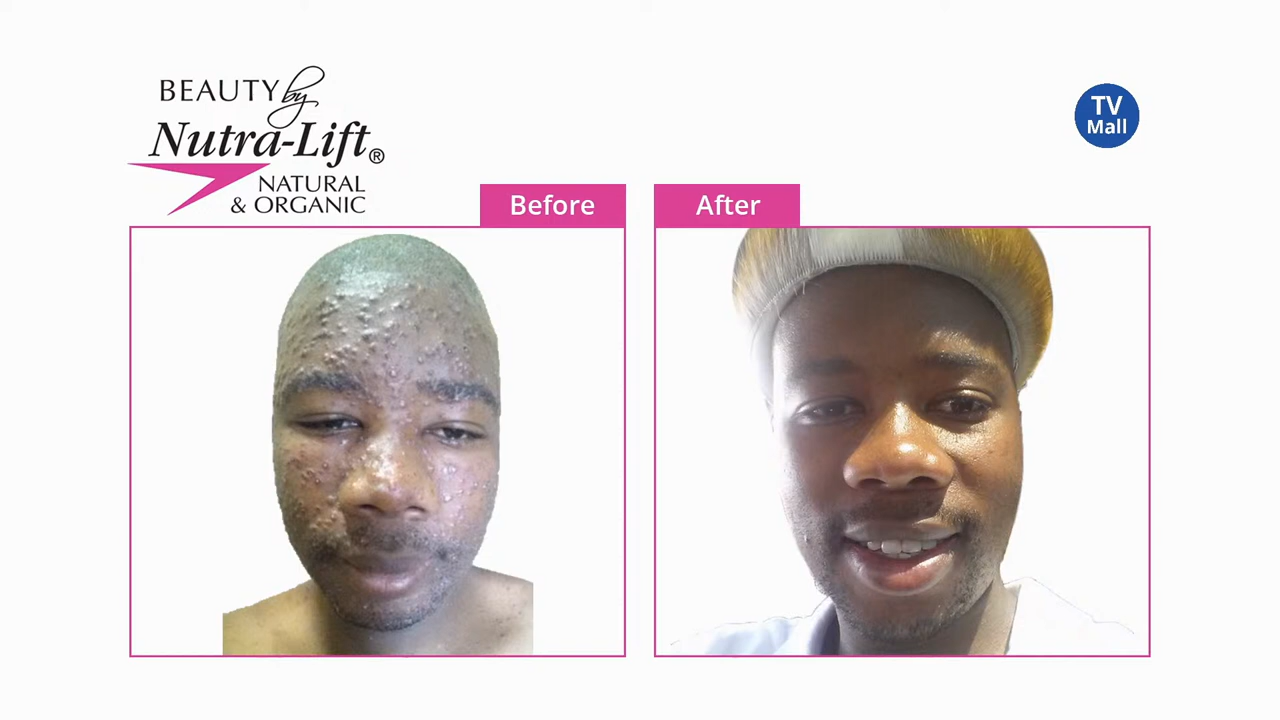 BEAUTY by
Nutra-Lift®
NATURAL
& ORGANIC
TV
Mall
Before
After